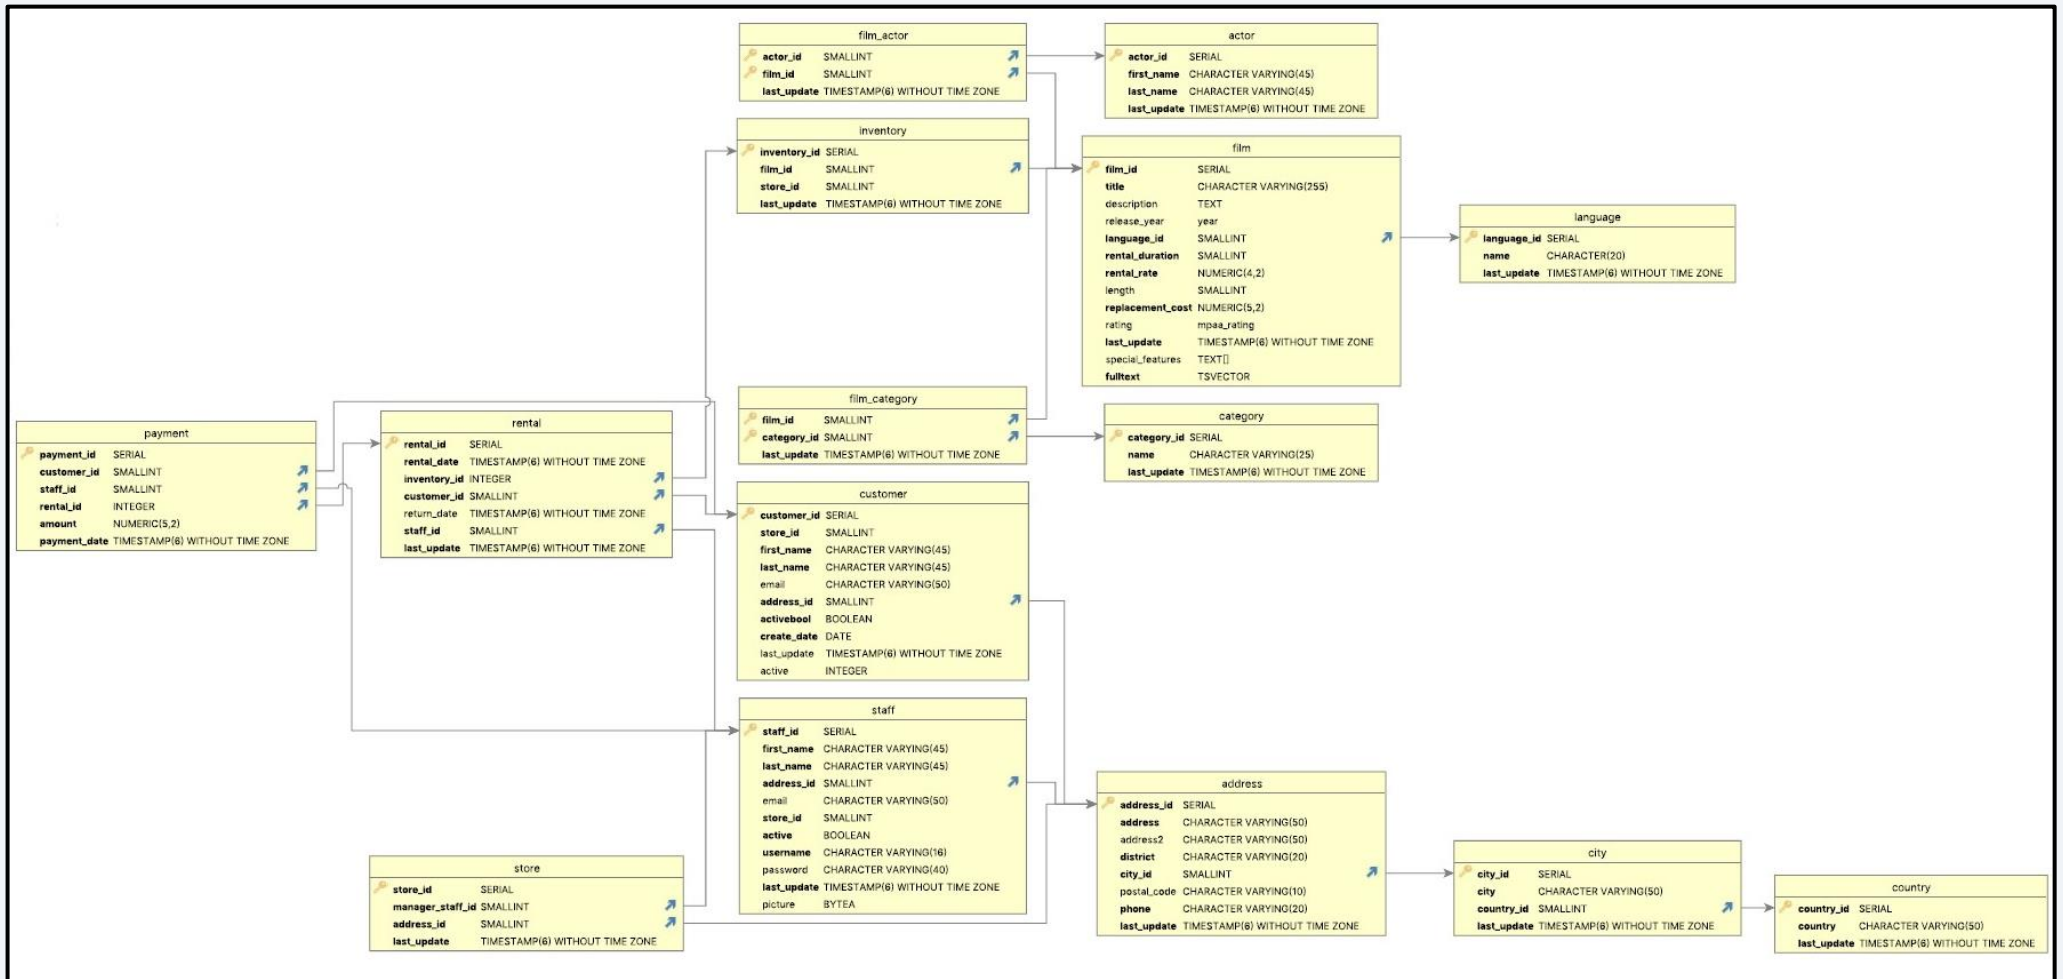 film_actor
actor_id SMALLINT
film_id SMALLINT
last_update TIMESTAMP(6) WITHOUT TIME ZONE
actor
actor_id SERIAL
first_name CHARACTER VARYING(45)
last_name CHARACTER VARYING(45)
last_update TIMESTAMP(6) WITHOUT TIME ZONE
inventory
inventory_id SERIAL
film_id SMALLINT
store_id SMALLINT
last_update TIMESTAMP(6) WITHOUT TIME ZONE
film
film_id SERIAL
title CHARACTER VARYING(255)
description TEXT
release_year year
language_id SMALLINT
rental_duration SMALLINT
rental_rate NUMERIC(4,2)
length SMALLINT
replacement_cost NUMERIC(5,2)
rating mpaa_rating
last_update TIMESTAMP(6) WITHOUT TIME ZONE
special_features TEXT[]
fulltext TSVECTOR
language
language_id SERIAL
name CHARACTER(20)
last_update TIMESTAMP(6) WITHOUT TIME ZONE
payment
payment_id SERIAL
customer_id SMALLINT
staff_id SMALLINT
rental_id INTEGER
amount NUMERIC(5,2)
payment_date TIMESTAMP(6) WITHOUT TIME ZONE
rental
rental_id SERIAL
rental_date TIMESTAMP(6) WITHOUT TIME ZONE
inventory_id INTEGER
customer_id SMALLINT
return_date TIMESTAMP(6) WITHOUT TIME ZONE
staff_id SMALLINT
last_update TIMESTAMP(6) WITHOUT TIME ZONE
film_category
film_id SMALLINT
category_id SMALLINT
last_update TIMESTAMP(6) WITHOUT TIME ZONE
category
category_id SERIAL
name CHARACTER VARYING(25)
last_update TIMESTAMP(6) WITHOUT TIME ZONE
customer
customer_id SERIAL
store_id SMALLINT
first_name CHARACTER VARYING(45)
last_name CHARACTER VARYING(45)
email CHARACTER VARYING(50)
address_id SMALLINT
activebool BOOLEAN
create_date DATE
last_update TIMESTAMP(6) WITHOUT TIME ZONE
active INTEGER
staff
staff_id SERIAL
first_name CHARACTER VARYING(45)
last_name CHARACTER VARYING(45)
address_id SMALLINT
email CHARACTER VARYING(50)
store_id SMALLINT
active BOOLEAN
username CHARACTER VARYING(16)
password CHARACTER VARYING(40)
last_update TIMESTAMP(6) WITHOUT TIME ZONE
picture BYTEA
store
store_id SERIAL
manager_staff_id SMALLINT
address_id SMALLINT
last_update TIMESTAMP(6) WITHOUT TIME ZONE
address
address_id SERIAL
address CHARACTER VARYING(50)
address2 CHARACTER VARYING(50)
district CHARACTER VARYING(20)
city_id SMALLINT
postal_code CHARACTER VARYING(10)
phone CHARACTER VARYING(20)
last_update TIMESTAMP(6) WITHOUT TIME ZONE
city
city_id SERIAL
city CHARACTER VARYING(50)
country_id SMALLINT
last_update TIMESTAMP(6) WITHOUT TIME ZONE
country
country_id SERIAL
country CHARACTER VARYING(50)
last_update TIMESTAMP(6) WITHOUT TIME ZONE